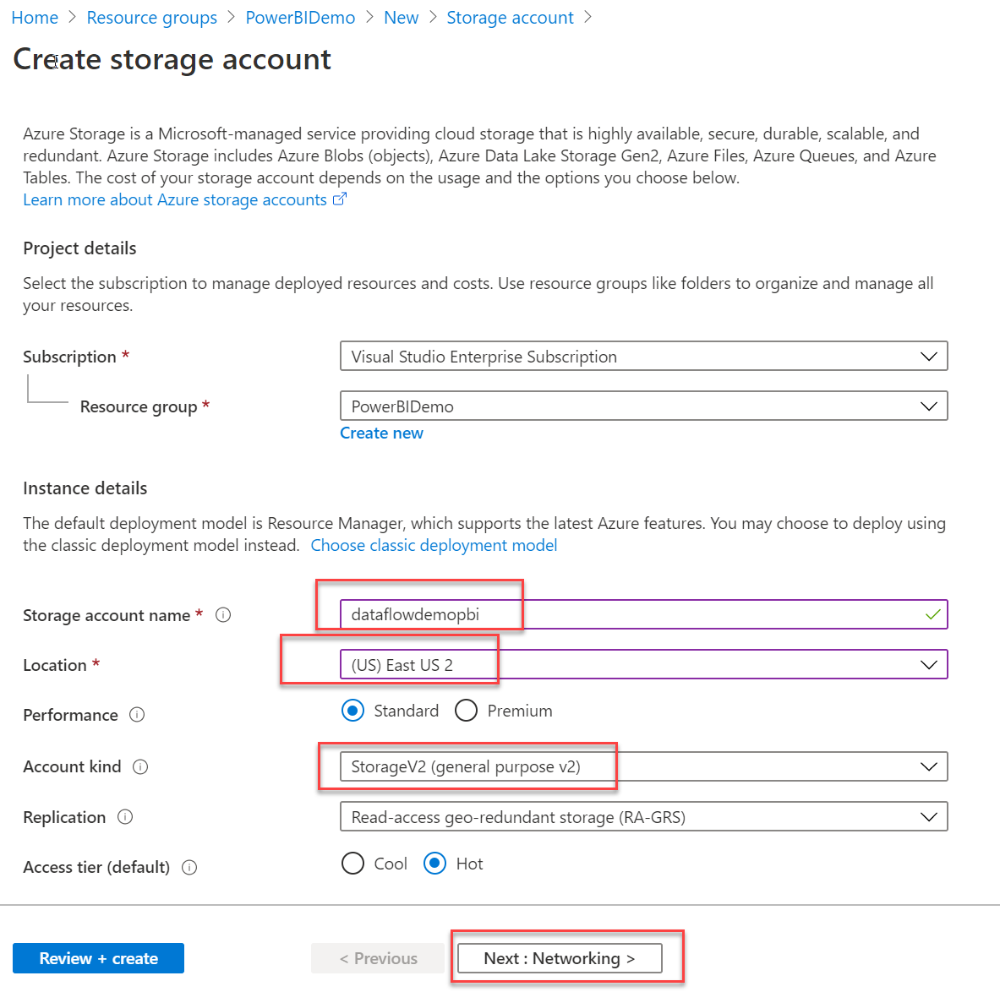 Home > Resource groups > PowerBIDemo > New > Storage account >
Create storage account
Azure Storage is a Microsoft-managed service providing cloud storage that is highly available, secure, durable, scalable, and
redundant. Azure Storage includes Azure Blobs (objects), Azure Data Lake Storage Gen2, Azure Files, Azure Queues, and Azure
Tables. The cost of your storage account depends on the usage and the options you choose below.
Learn more about Azure storage accounts
Project details
Select the subscription to manage deployed resources and costs. Use resource groups like folders to organize and manage all
your resources.
Subscription * Visual Studio Enterprise Subscription
Resource group * PowerBIDemo
Create new
Instance details
The default deployment model is Resource Manager, which supports the latest Azure features. You may choose to deploy using
the classic deployment model instead. Choose classic deployment model
Storage account name * dataflowdemopbi
Location * (US) East US 2
Performance Standard Premium
Account kind StorageV2 (general purpose v2)
Replication Read-access geo-redundant storage (RA-GRS)
Access tier (default) Cool Hot
Review + create < Previous Next : Networking >